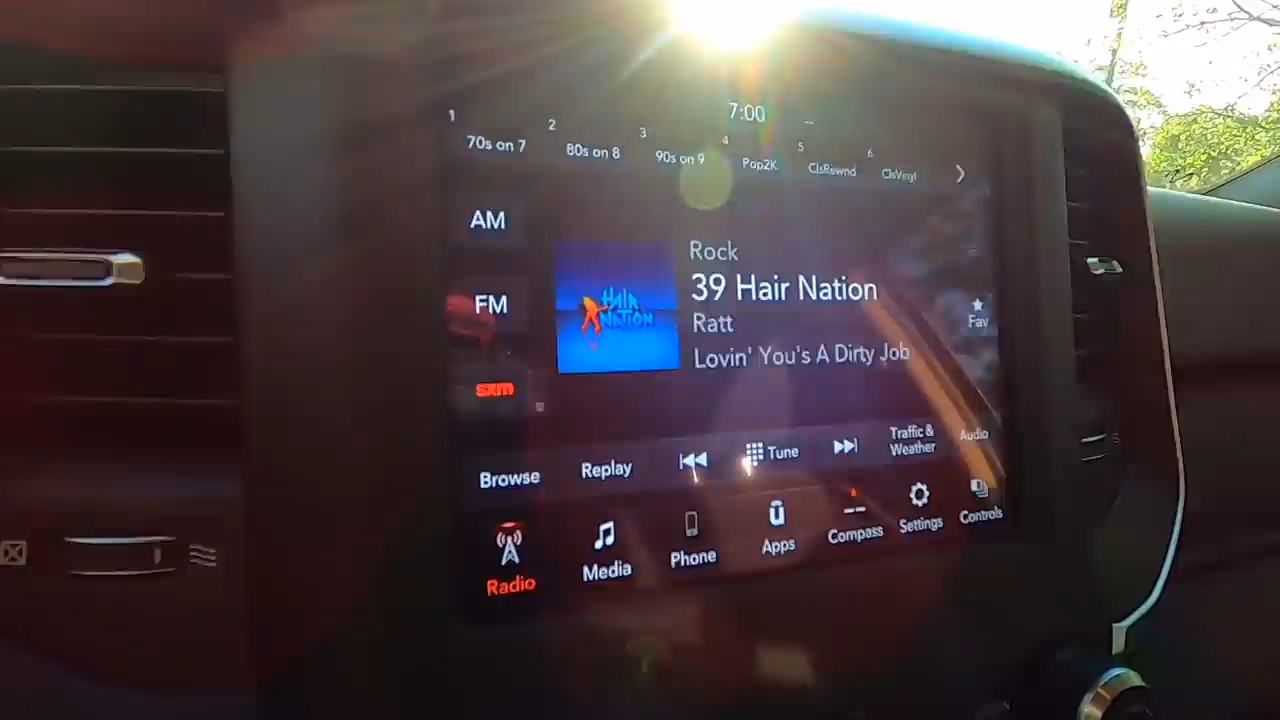 7:00
1
2
3
4
5
6
70s on 7
80s on 8
90s on 9
Pop2K
ClsRewnd
ClsVinyl
AM
FM
sxm
HAIR
NATION
Rock
39 Hair Nation
Ratt
Lovin' You's A Dirty Job
Fav
Browse
Replay
Tune
Traffic &
Weather
Audio
Radio
Media
Phone
Apps
Compass
Settings
Controls